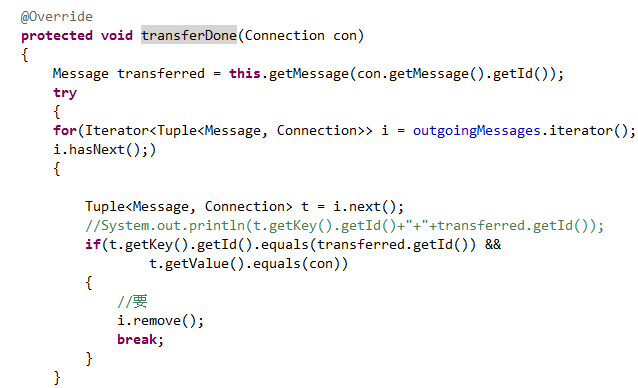 @Override
protected void transferDone(Connection con)
{
    Message transferred = this.getMessage(con.getMessage().getId());
    try
    {
    for(Iterator<Tuple<Message, Connection>> i = outgoingMessages.iterator();
    i.hasNext();)
    {
        Tuple<Message, Connection> t = i.next();
        //System.out.println(t.getKey().getId()+"+"+transferred.getId());
        if(t.getKey().getId().equals(transferred.getId()) &&
                t.getValue().equals(con))
        {
            //要
            i.remove();
            break;
        }
    }